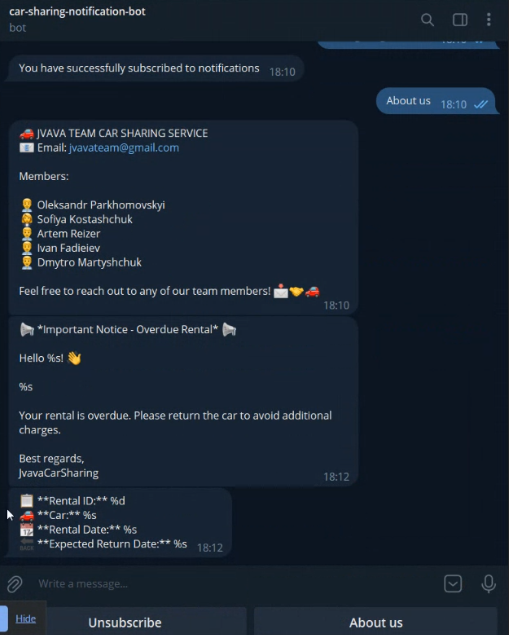 car-sharing-notification-bot
bot
You have successfully subscribed to notifications 18:10
About us 18:10
JVAVA TEAM CAR SHARING SERVICE
Email: jvavateam@gmail.com
Members:
Oleksandr Parkhomovskyi
Sofiya Kostashchuk
Artem Reizer
Ivan Fadieiev
Dmytro Martyshchuk
Feel free to reach out to any of our team members!
18:10
*Important Notice - Overdue Rental*
Hello %s!
%s
Your rental is overdue. Please return the car to avoid additional
charges.
Best regards,
JvavaCarSharing
18:12
**Rental ID:** %d
**Car:** %s
**Rental Date:** %s
**Expected Return Date:** %s 18:12
Write a message...
Hide
Unsubscribe
About us